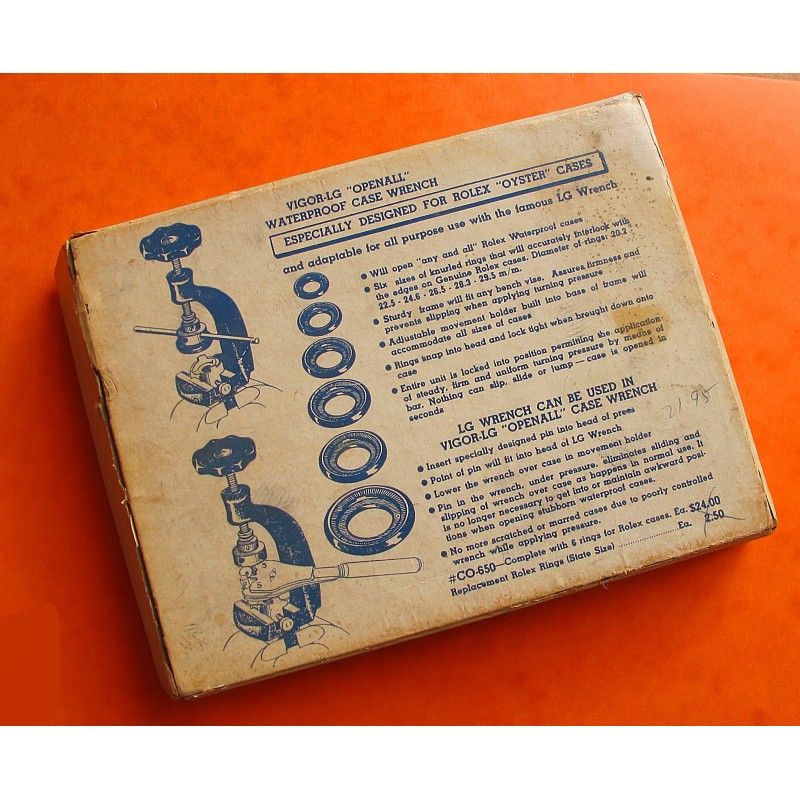 VIGOR-LG "OPENALL"
WATERPROOF CASE WRENCH
ESPECIALLY DESIGNED FOR ROLEX "OYSTER" CASES
and adaptable for all purpose use with the famous LG Wrench
• Will open "any and all" Rolex Waterproof cases
• Six sizes of knurled rings that will accurately interlock with
the edges on Genuine Rolex cases. Diameter of rings: 20.2 -
22.5 - 24.6 - 26.5 - 28.3 - 29.5 m/m.
• Sturdy frame will fit any bench vise. Assures firmness and
prevents slipping when applying turning pressure
• Adjustable movement holder built into base of frame will
accommodate all sizes of cases
• Rings snap into head and lock tight when brought down onto
case
• Entire unit is locked into position permitting the application
of steady, firm and uniform turning pressure by means of
bar. Nothing can slip, slide or jump — case is opened in
seconds
21.95
LG WRENCH CAN BE USED IN
VIGOR-LG "OPENALL" CASE WRENCH
• Insert specially designed pin into head of press
• Point of pin will fit into head of LG Wrench
• Lower the wrench over case in movement holder
• Pin in the wrench, under pressure, eliminates sliding and
slipping of wrench over case as happens in normal use. It
is no longer necessary to get into or maintain awkward posi-
tions when opening stubborn waterproof cases.
• No more scratched or marred cases due to poorly controlled
wrench while applying pressure.
#CO-650—Complete with 6 rings for Rolex cases. Ea. $24.00
Replacement Rolex Rings (State Size) ........................ Ea. 2.50